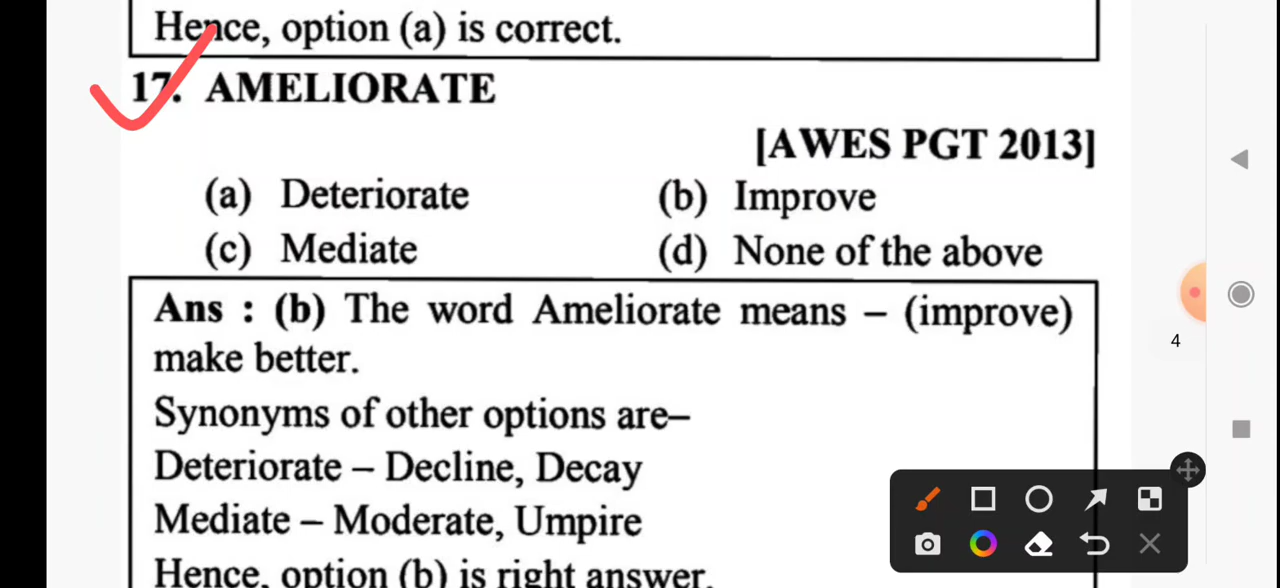 Hence, option (a) is correct.
17. AMELIORATE
[AWES PGT 2013]
(a) Deteriorate (b) Improve
(c) Mediate (d) None of the above
Ans : (b) The word Ameliorate means – (improve)
make better.
Synonyms of other options are–
Deteriorate – Decline, Decay
Mediate – Moderate, Umpire
Hence, option (b) is right answer.
4